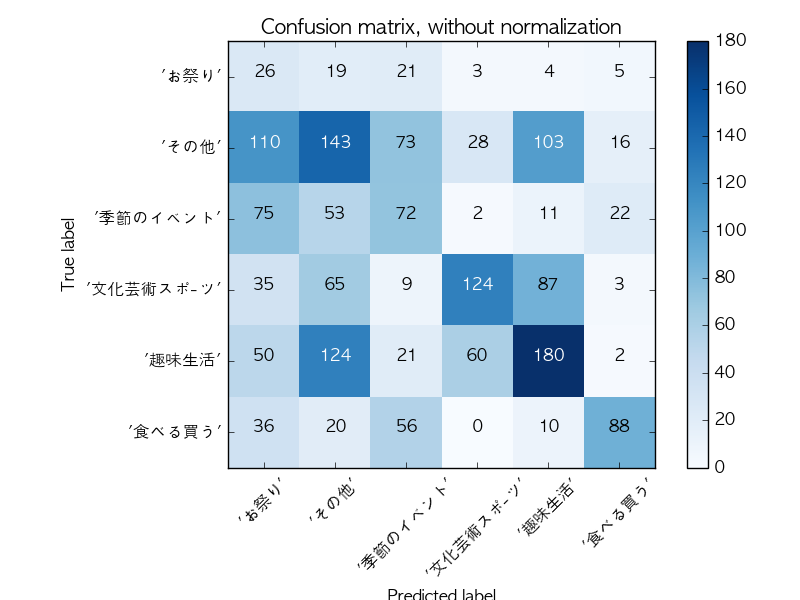 Confusion matrix, without normalization
'お祭り' 26 19 21 3 4 5
'その他' 110 143 73 28 103 16
'季節のイベント' 75 53 72 2 11 22
'文化芸術スポーツ' 35 65 9 124 87 3
'趣味生活' 50 124 21 60 180 2
'食べる買う' 36 20 56 0 10 88
True label
'お祭り' 'その他' '季節のイベント' '文化芸術スポーツ' '趣味生活' '食べる買う'
Predicted label
180
160
140
120
100
80
60
40
20
0